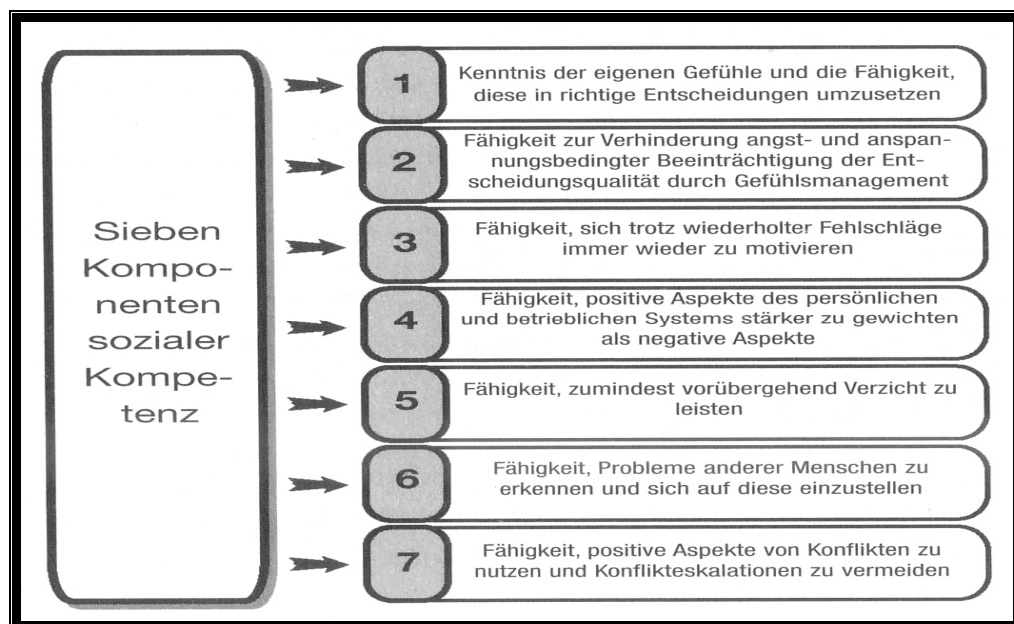 Sieben
Kompo-
nenten
sozialer
Kompe-
tenz
1
Kenntnis der eigenen Gefühle und die Fähigkeit,
diese in richtige Entscheidungen umzusetzen
2
Fähigkeit zur Verhinderung angst- und anspan-
nungsbedingter Beeinträchtigung der Ent-
scheidungsqualität durch Gefühlsmanagement
3
Fähigkeit, sich trotz wiederholter Fehlschläge
immer wieder zu motivieren
4
Fähigkeit, positive Aspekte des persönlichen
und betrieblichen Systems stärker zu gewichten
als negative Aspekte
5
Fähigkeit, zumindest vorübergehend Verzicht zu
leisten
6
Fähigkeit, Probleme anderer Menschen zu
erkennen und sich auf diese einzustellen
7
Fähigkeit, positive Aspekte von Konflikten zu
nutzen und Konflikteskalationen zu vermeiden